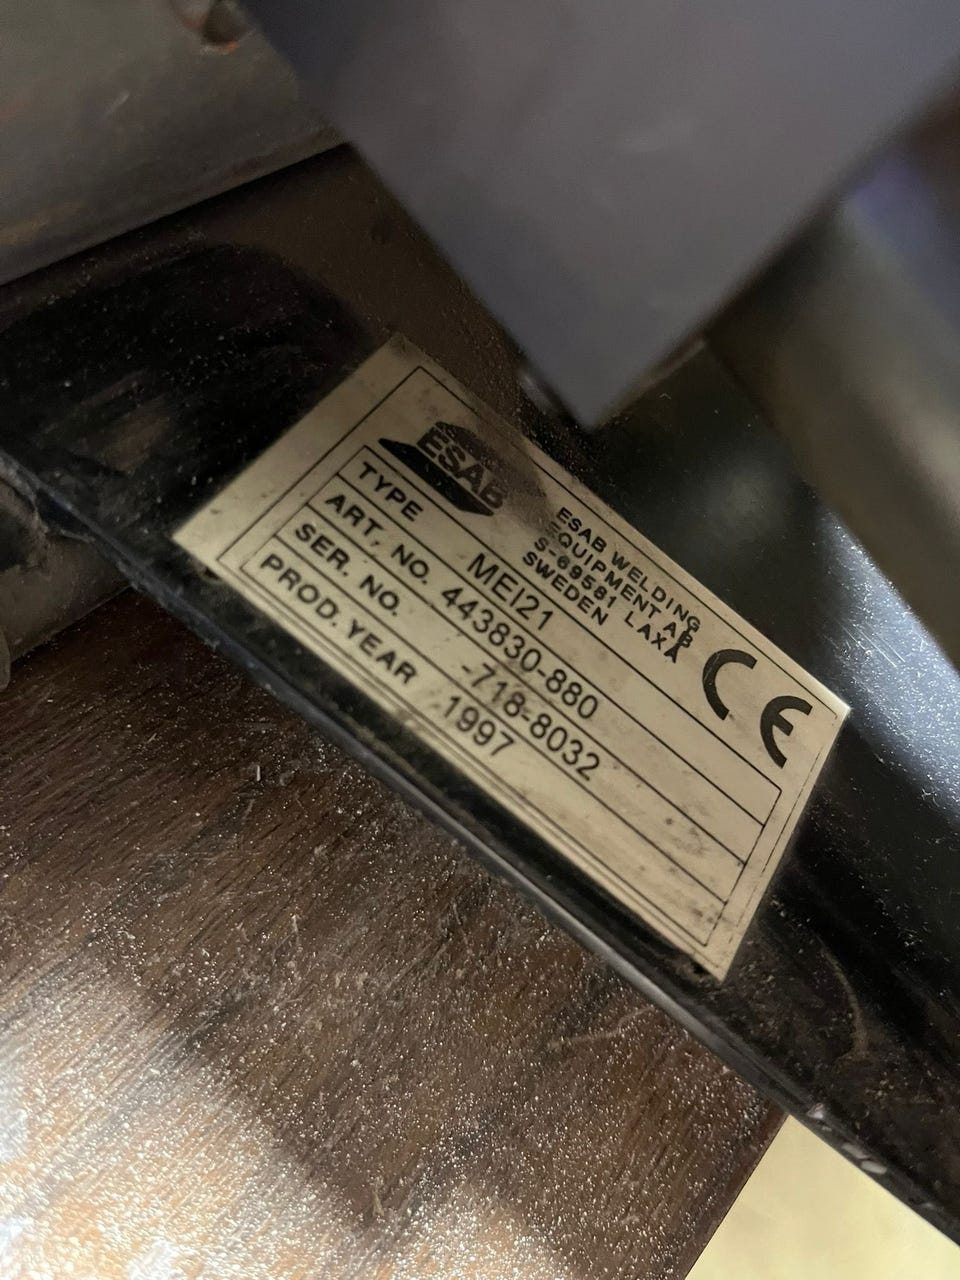 ESAB
ESAB WELDING
EQUIPMENT AB
S-69581 LAXÅ
SWEDEN
CE
TYPE MEI21
ART. NO. 443830-880
SER. NO. -718-8032
PROD. YEAR 1997